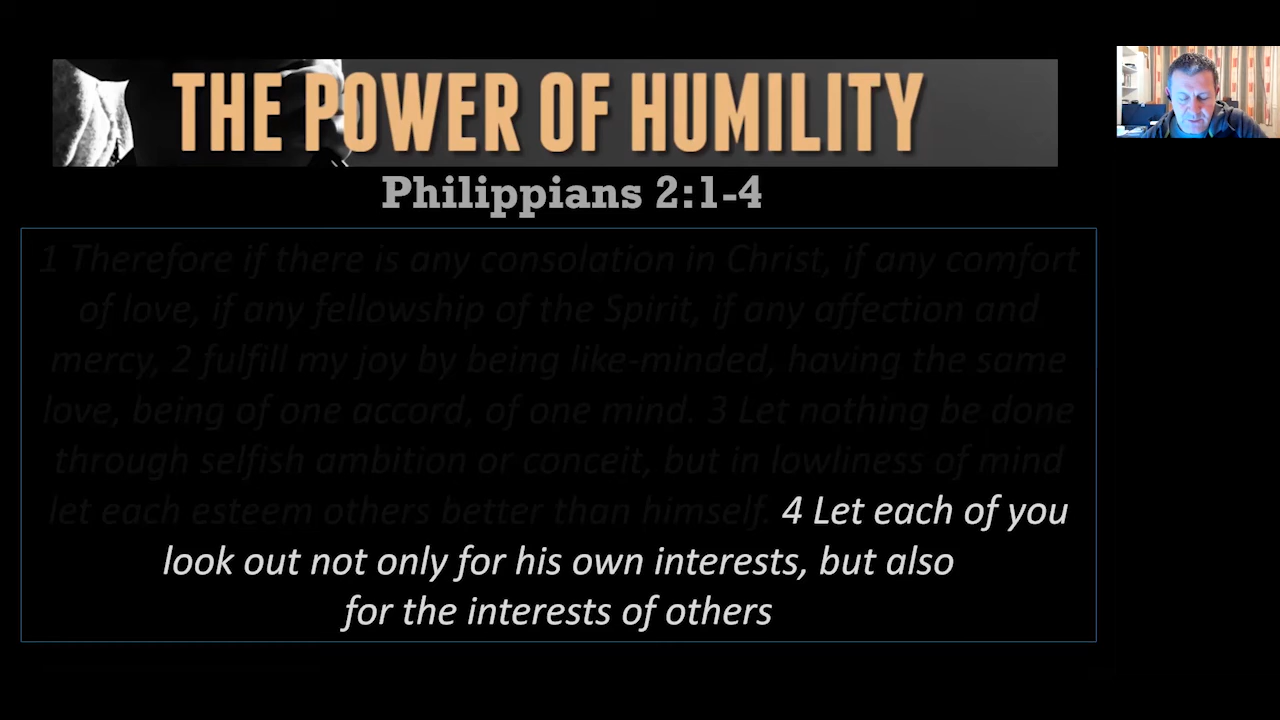 THE POWER OF HUMILITY
Philippians 2:1-4
1 Therefore if there is any consolation in Christ, if any comfort
of love, if any fellowship of the Spirit, if any affection and
mercy, 2 fulfill my joy by being like-minded, having the same
love, being of one accord, of one mind. 3 Let nothing be done
through selfish ambition or conceit, but in lowliness of mind
let each esteem others better than himself. 4 Let each of you
look out not only for his own interests, but also
for the interests of others